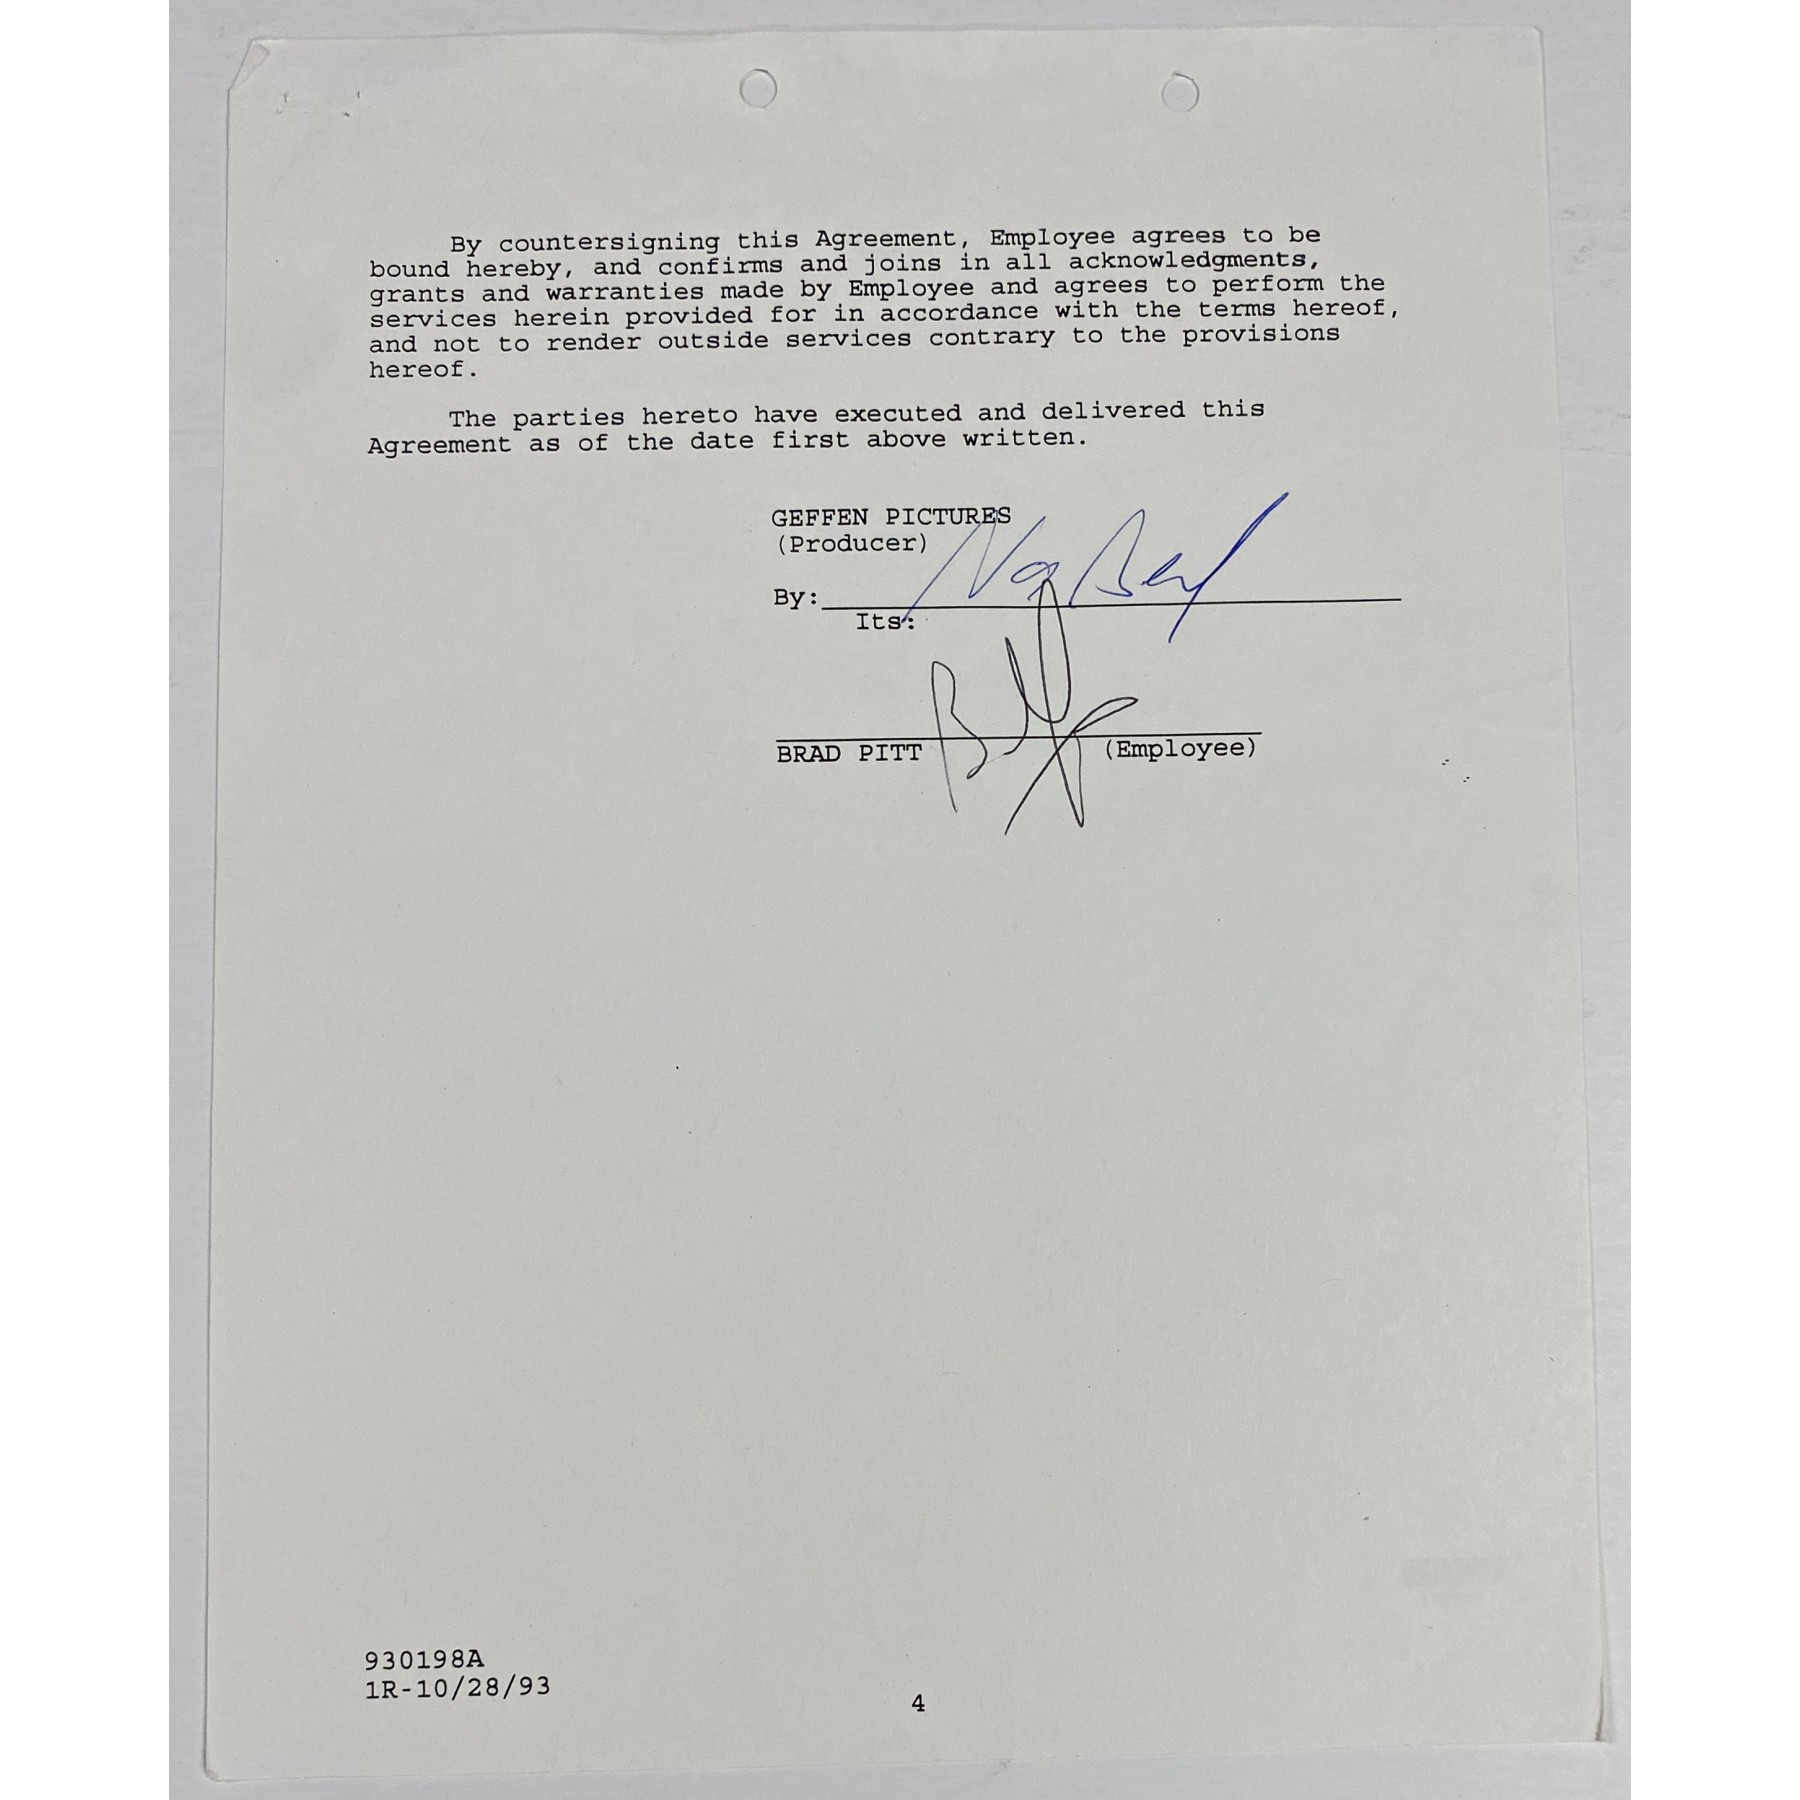 By countersigning this Agreement, Employee agrees to be
bound hereby, and confirms and joins in all acknowledgments,
grants and warranties made by Employee and agrees to perform the
services herein provided for in accordance with the terms hereof,
and not to render outside services contrary to the provisions
hereof.
The parties hereto have executed and delivered this
Agreement as of the date first above written.
GEFFEN PICTURES
(Producer)
By:
Its:
BRAD PITT (Employee)
930198A
1R-10/28/93
4